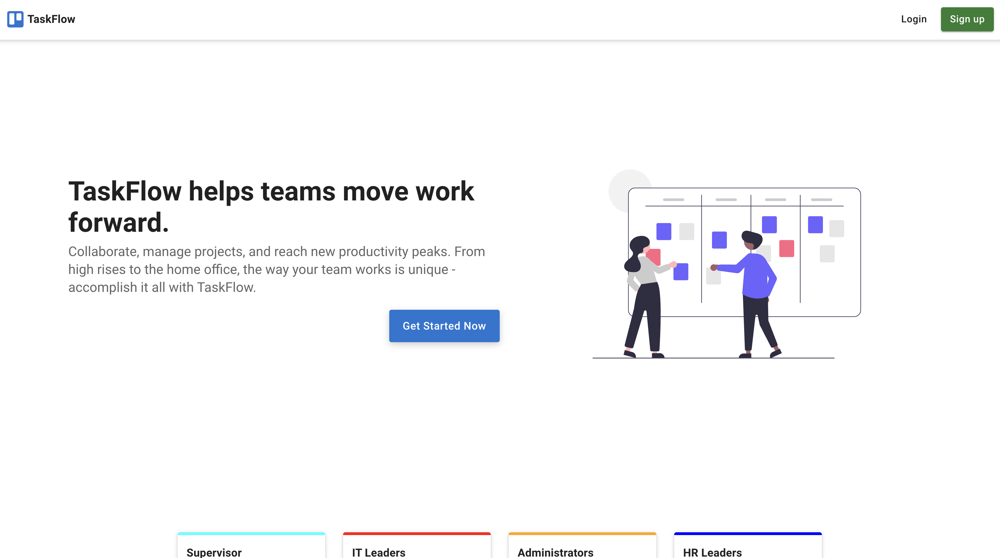 TaskFlow
Login
Sign up
TaskFlow helps teams move work
forward.
Collaborate, manage projects, and reach new productivity peaks. From
high rises to the home office, the way your team works is unique -
accomplish it all with TaskFlow.
Get Started Now
Supervisor
IT Leaders
Administrators
HR Leaders